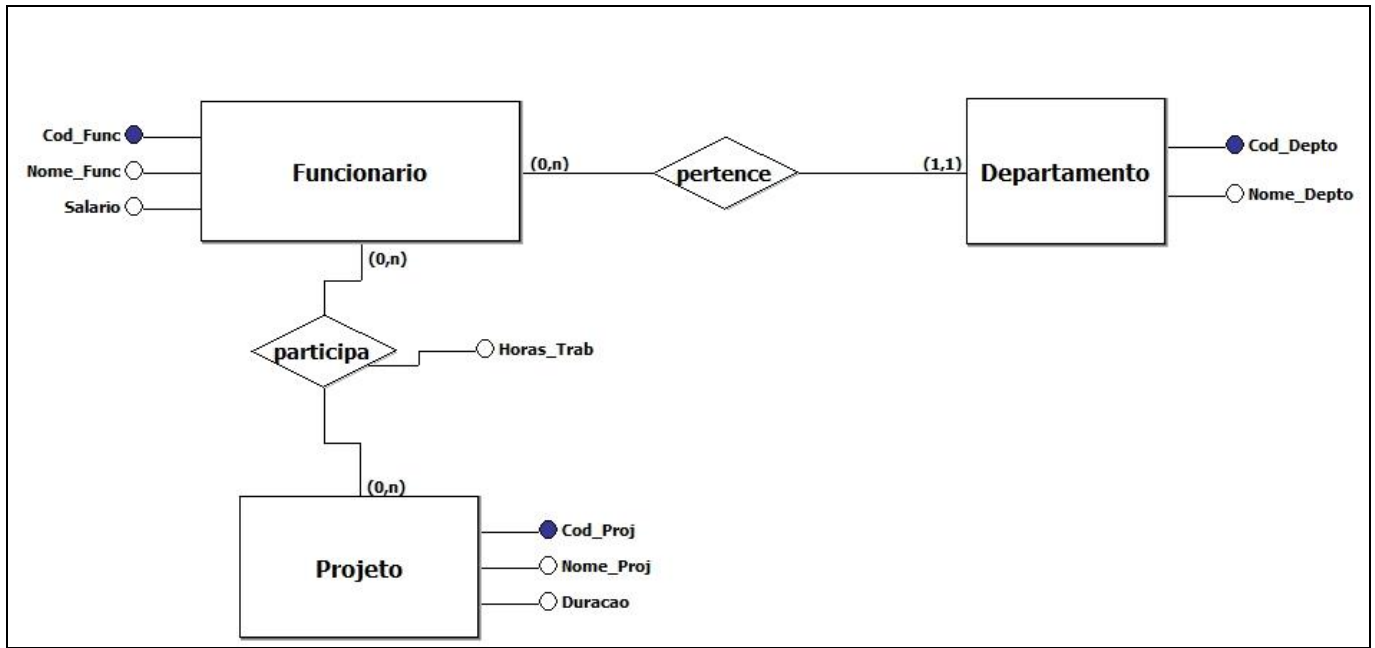 Cod_Func
Nome_Func
Salario
Funcionario
(0,n)
pertence
(1,1)
Departamento
Cod_Depto
Nome_Depto
(0,n)
participa
Horas_Trab
(0,n)
Projeto
Cod_Proj
Nome_Proj
Duracao